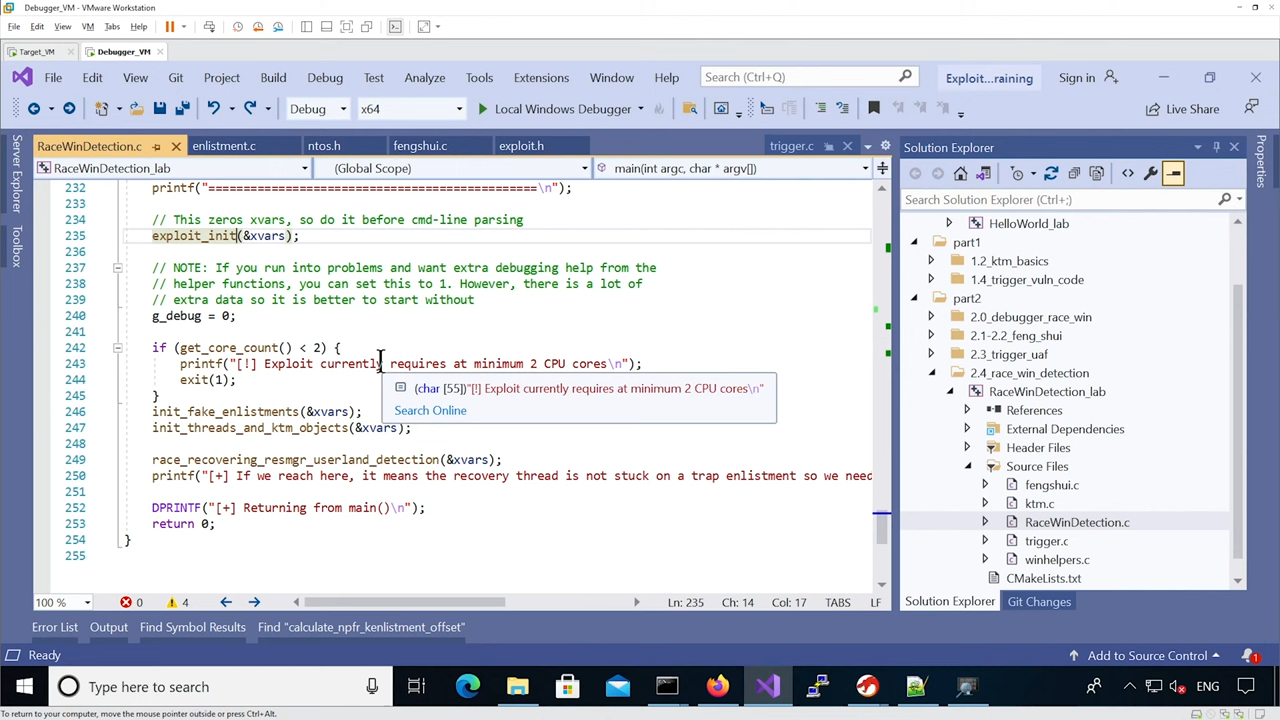 Debugger_VM - VMware Workstation
File Edit View VM Tabs Help
Target_VM Debugger_VM
File Edit View Git Project Build Debug Test Analyze Tools Extensions Window Help Search (Ctrl+Q) Exploit...raining Sign in
Debug x64 Local Windows Debugger Live Share
RaceWinDetection.c enlistment.c ntos.h fengshui.c exploit.h trigger.c
RaceWinDetection_lab (Global Scope) main(int argc, char * argv[])
232 printf("===============================================\n");
233
234 // This zeros xvars, so do it before cmd-line parsing
235 exploit_init(&xvars);
236
237 // NOTE: If you run into problems and want extra debugging help from the
238 // helper functions, you can set this to 1. However, there is a lot of
239 // extra data so it is better to start without
240 g_debug = 0;
241
242 if (get_core_count() < 2) {
243 printf("[!] Exploit currently requires at minimum 2 CPU cores\n");
244 exit(1);
245 }
(char [55])"[!] Exploit currently requires at minimum 2 CPU cores\n"
Search Online
246 init_fake_enlistments(&xvars);
247 init_threads_and_ktm_objects(&xvars);
248
249 race_recovering_resmgr_userland_detection(&xvars);
250 printf("[+] If we reach here, it means the recovery thread is not stuck on a trap enlistment so we need
251
252 DPRINTF("[+] Returning from main()\n");
253 return 0;
254 }
255
100 % 0 4 Ln: 235 Ch: 14 Col: 17 TABS LF
Error List Output Find Symbol Results Find "calculate_npfr_kenlistment_offset"
Ready Add to Source Control 1
Server Explorer
Toolbox
Solution Explorer
Search Solution Explorer (Ctrl+;)
HelloWorld_lab
part1
1.2_ktm_basics
1.4_trigger_vuln_code
part2
2.0_debugger_race_win
2.1-2.2_feng_shui
2.3_trigger_uaf
2.4_race_win_detection
RaceWinDetection_lab
References
External Dependencies
Header Files
Source Files
fengshui.c
ktm.c
RaceWinDetection.c
trigger.c
winhelpers.c
CMakeLists.txt
Solution Explorer Git Changes
Properties
Type here to search ENG
To return to your computer, move the mouse pointer outside or press Ctrl+Alt.